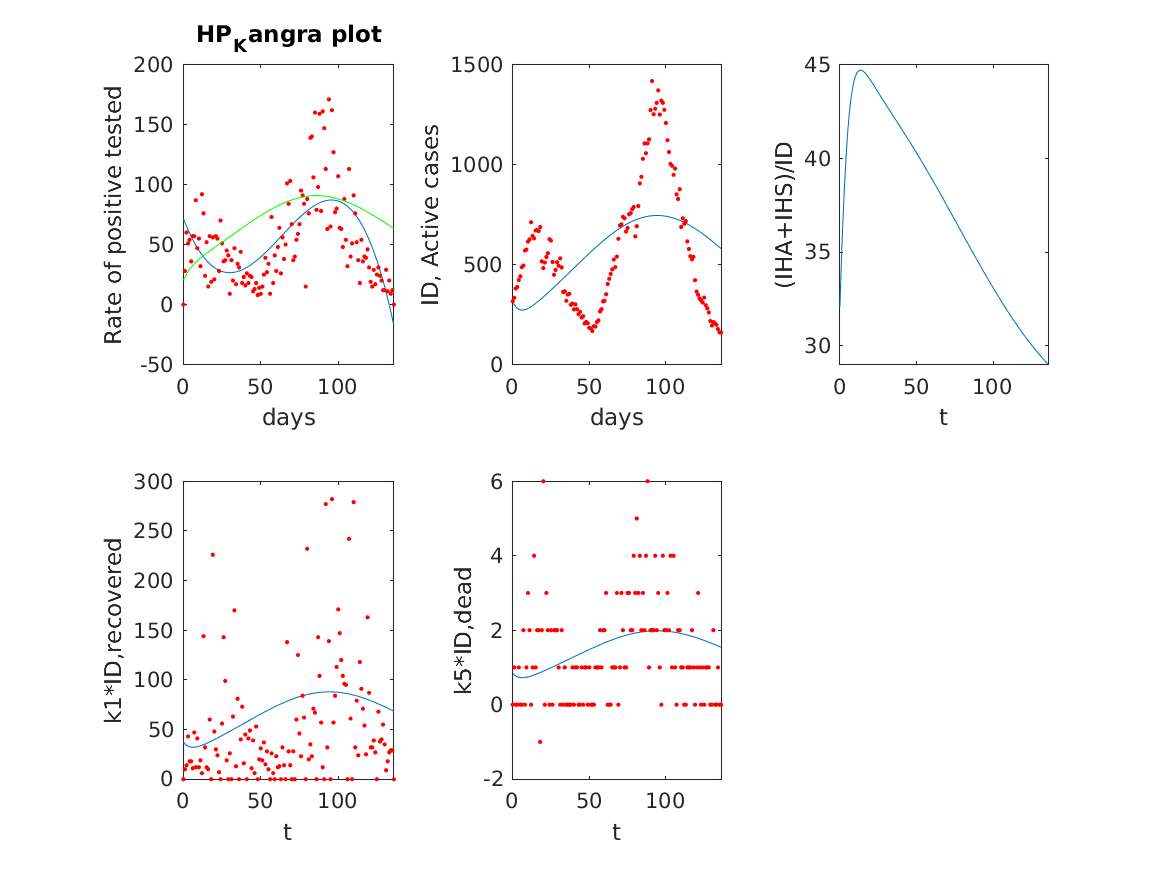 HP_Kangra plot
200
150
100
50
0
-50
Rate of positive tested
0 50 100
days
1500
1000
500
0
ID, Active cases
0 50 100
days
45
40
35
30
(IHA+IHS)/ID
0 50 100
t
300
250
200
150
100
50
0
k1*ID,recovered
0 50 100
t
6
4
2
0
-2
k5*ID,dead
0 50 100
t